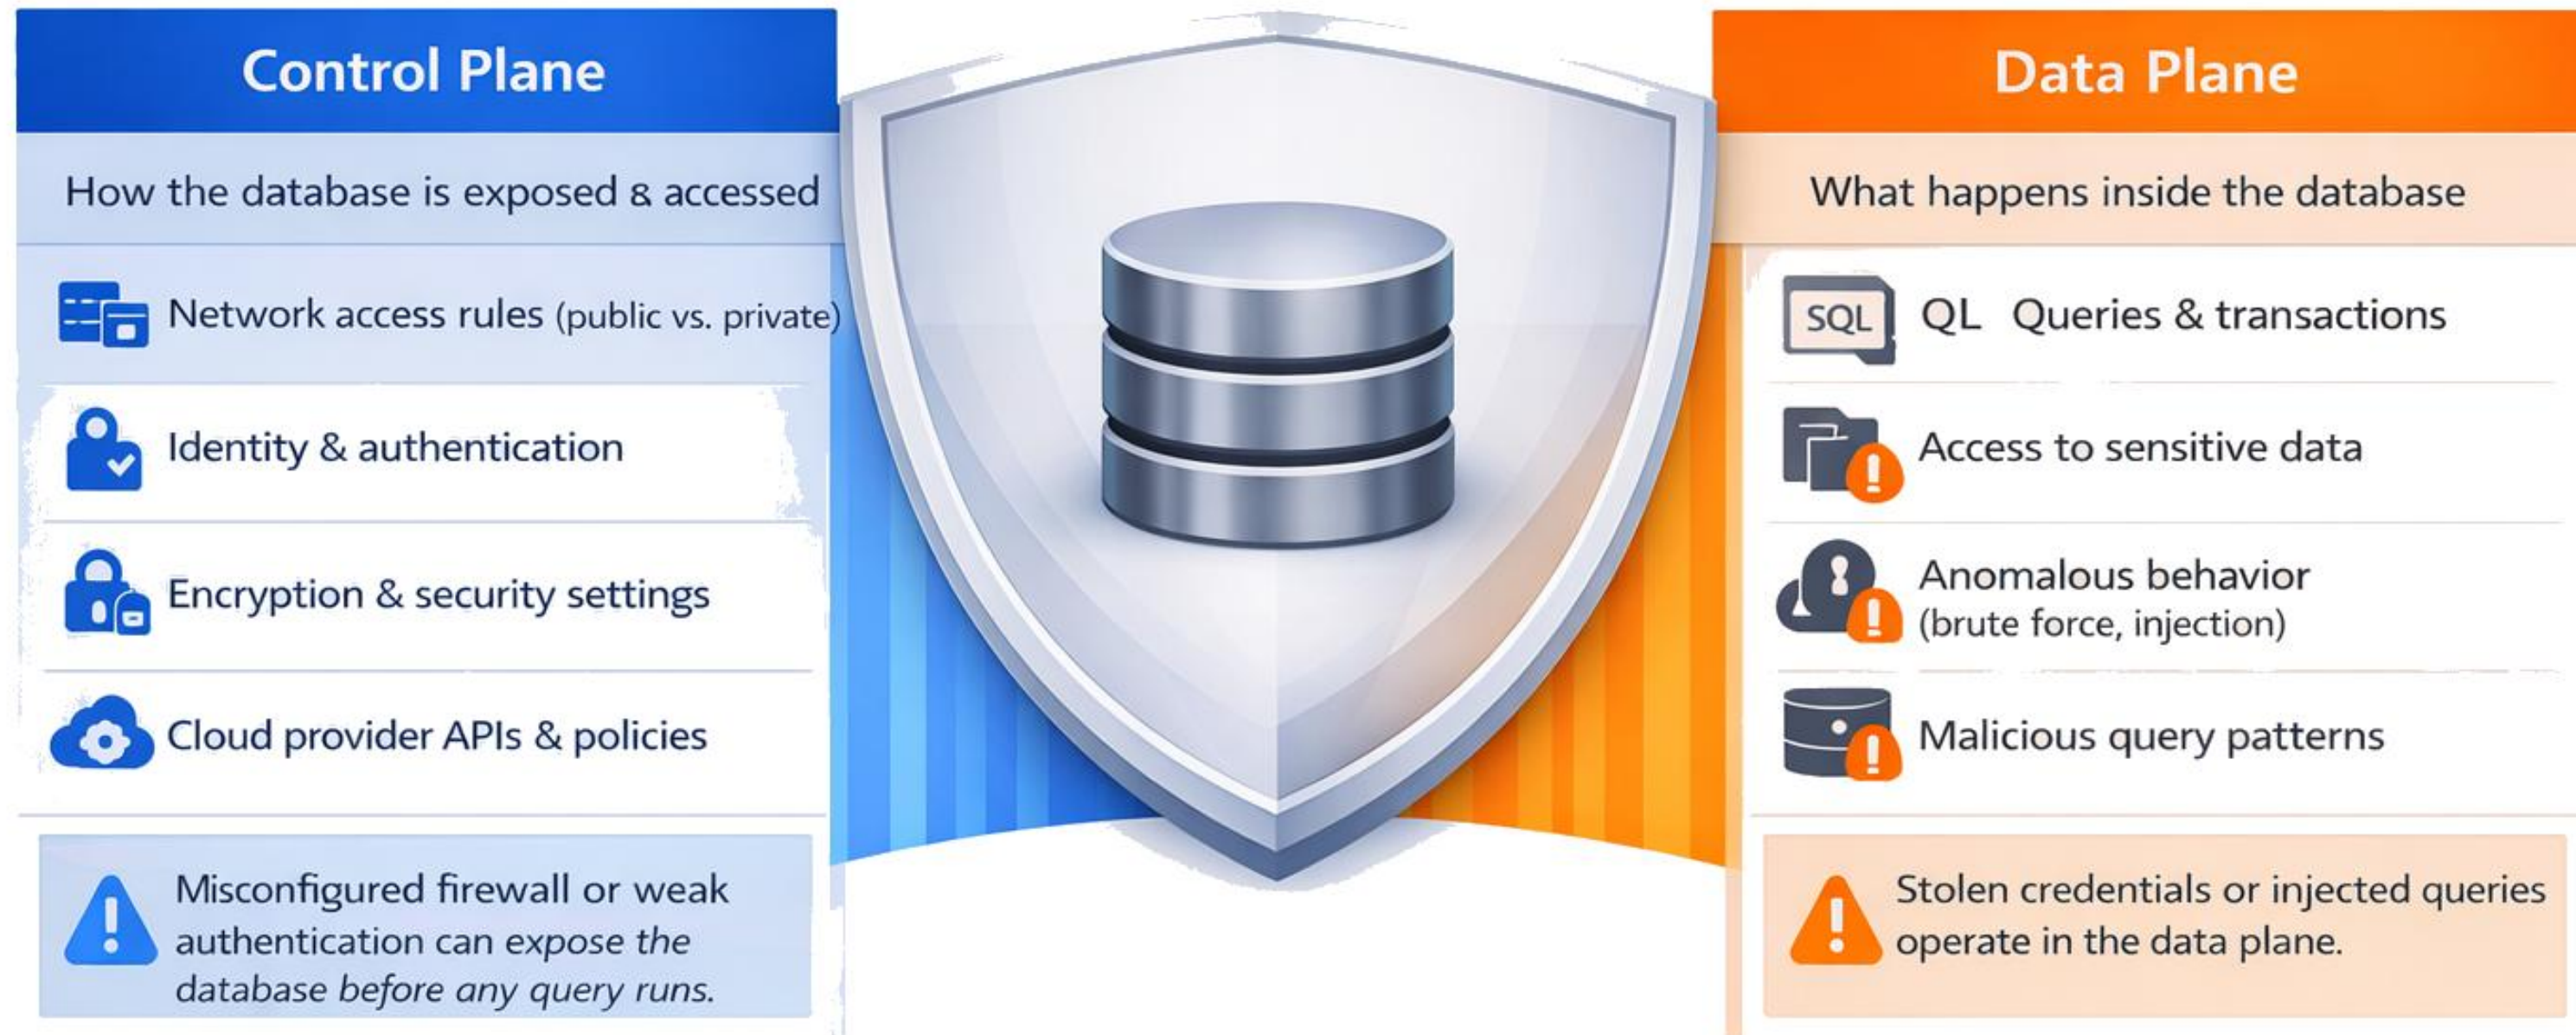 Control Plane
How the database is exposed & accessed
Network access rules (public vs. private)
Identity & authentication
Encryption & security settings
Cloud provider APIs & policies
Misconfigured firewall or weak
authentication can expose the
database before any query runs.
Data Plane
What happens inside the database
SQL QL Queries & transactions
Access to sensitive data
Anomalous behavior
(brute force, injection)
Malicious query patterns
Stolen credentials or injected queries
operate in the data plane.